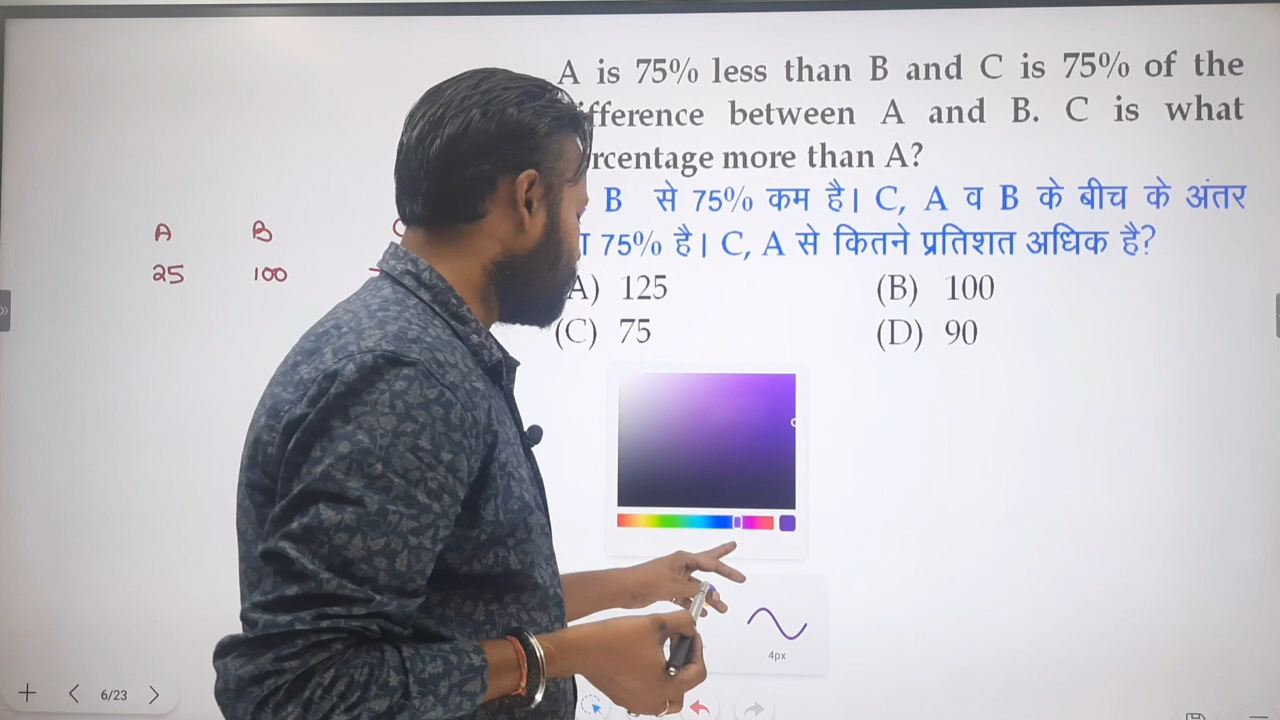 A is 75% less than B and C is 75% of the
fference between A and B. C is what
rcentage more than A?
B से 75% कम है। C, A व B के बीच के अंतर
75% है। C, A से कितने प्रतिशत अधिक है?
A) 125 (B) 100
(C) 75 (D) 90
A B
25 100
4px
6/23